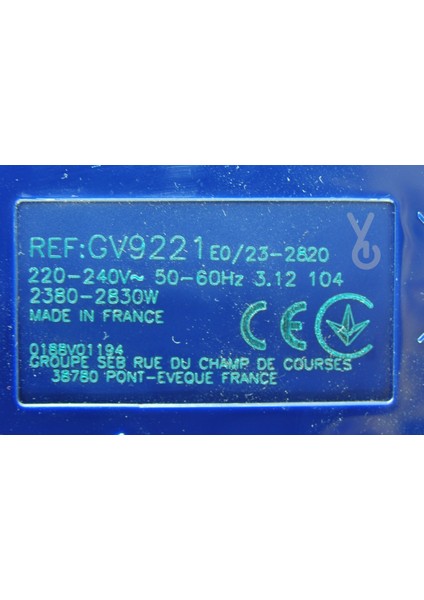 REF:GV9221 E0/23-2820
220-240V~ 50-60Hz 3.12 104
2380-2830W
MADE IN FRANCE
CE
0188V01194
GROUPE SEB RUE DU CHAMP DE COURSES
38780 PONT-EVEQUE FRANCE